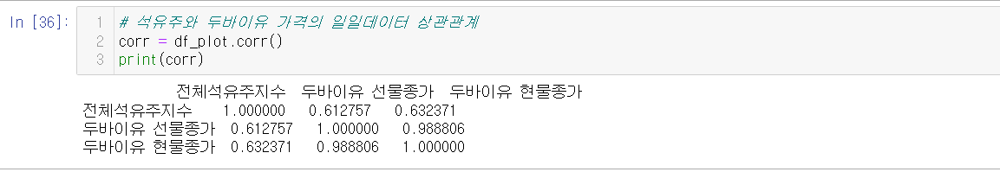 In [36]:
1 # 석유주와 두바이유 가격의 일일데이터 상관관계
2 corr = df_plot.corr()
3 print(corr)
전체석유주지수 두바이유 선물종가 두바이유 현물종가
전체석유주지수 1.000000 0.612757 0.632371
두바이유 선물종가 0.612757 1.000000 0.988806
두바이유 현물종가 0.632371 0.988806 1.000000